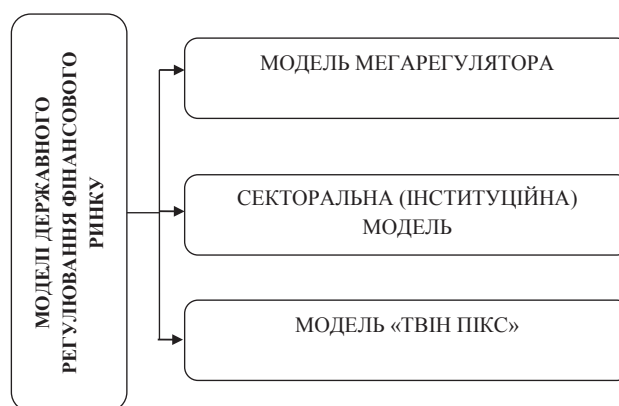 МОДЕЛІ ДЕРЖАВНОГО
РЕГУЛЮВАННЯ ФІНАНСОВОГО
РИНКУ
МОДЕЛЬ МЕГАРЕГУЛЯТОРА
СЕКТОРАЛЬНА (ІНСТИТУЦІЙНА)
МОДЕЛЬ
МОДЕЛЬ «ТВІН ПІКС»